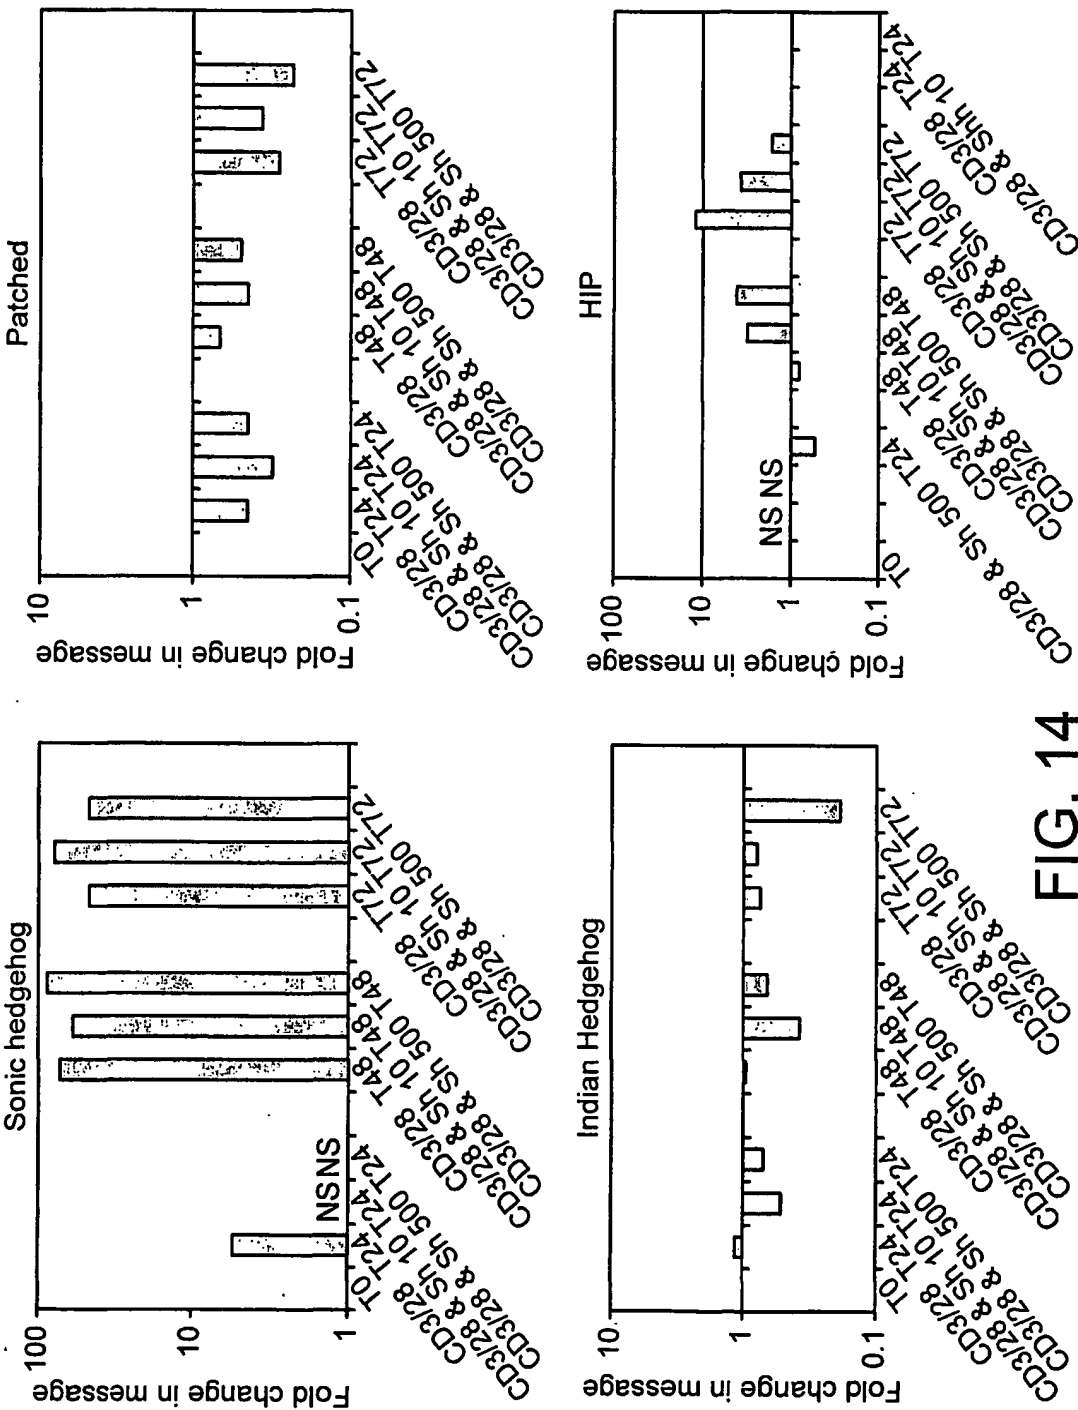 Sonic hedgehog
Fold change in message
100
10
1
NS NS
T0
CD3/28 T24
CD3/28 & Sh 10 T24
CD3/28 & Sh 500 T24
CD3/28 T48
CD3/28 & Sh 10 T48
CD3/28 & Sh 500 T48
CD3/28 T72
CD3/28 & Sh 10 T72
CD3/28 & Sh 500 T72
Patched
Fold change in message
10
1
0.1
T0
CD3/28 T24
CD3/28 & Sh 10 T24
CD3/28 & Sh 500 T24
CD3/28 T48
CD3/28 & Sh 10 T48
CD3/28 & Sh 500 T48
CD3/28 T72
CD3/28 & Sh 10 T72
CD3/28 & Sh 500 T72
Indian Hedgehog
Fold change in message
10
1
0.1
T0
CD3/28 T24
CD3/28 & Sh 10 T24
CD3/28 & Sh 500 T24
CD3/28 T48
CD3/28 & Sh 10 T48
CD3/28 & Sh 500 T48
CD3/28 T72
CD3/28 & Sh 10 T72
CD3/28 & Sh 500 T72
HIP
Fold change in message
100
10
1
0.1
NS NS
T0
CD3/28 & Sh 500 T24
CD3/28 T48
CD3/28 & Sh 10 T48
CD3/28 & Sh 500 T48
CD3/28 T72
CD3/28 & Sh 10 T72
CD3/28 & Sh 500 T72
CD3/28 T24
CD3/28 & Shh 10 T24
FIG. 14